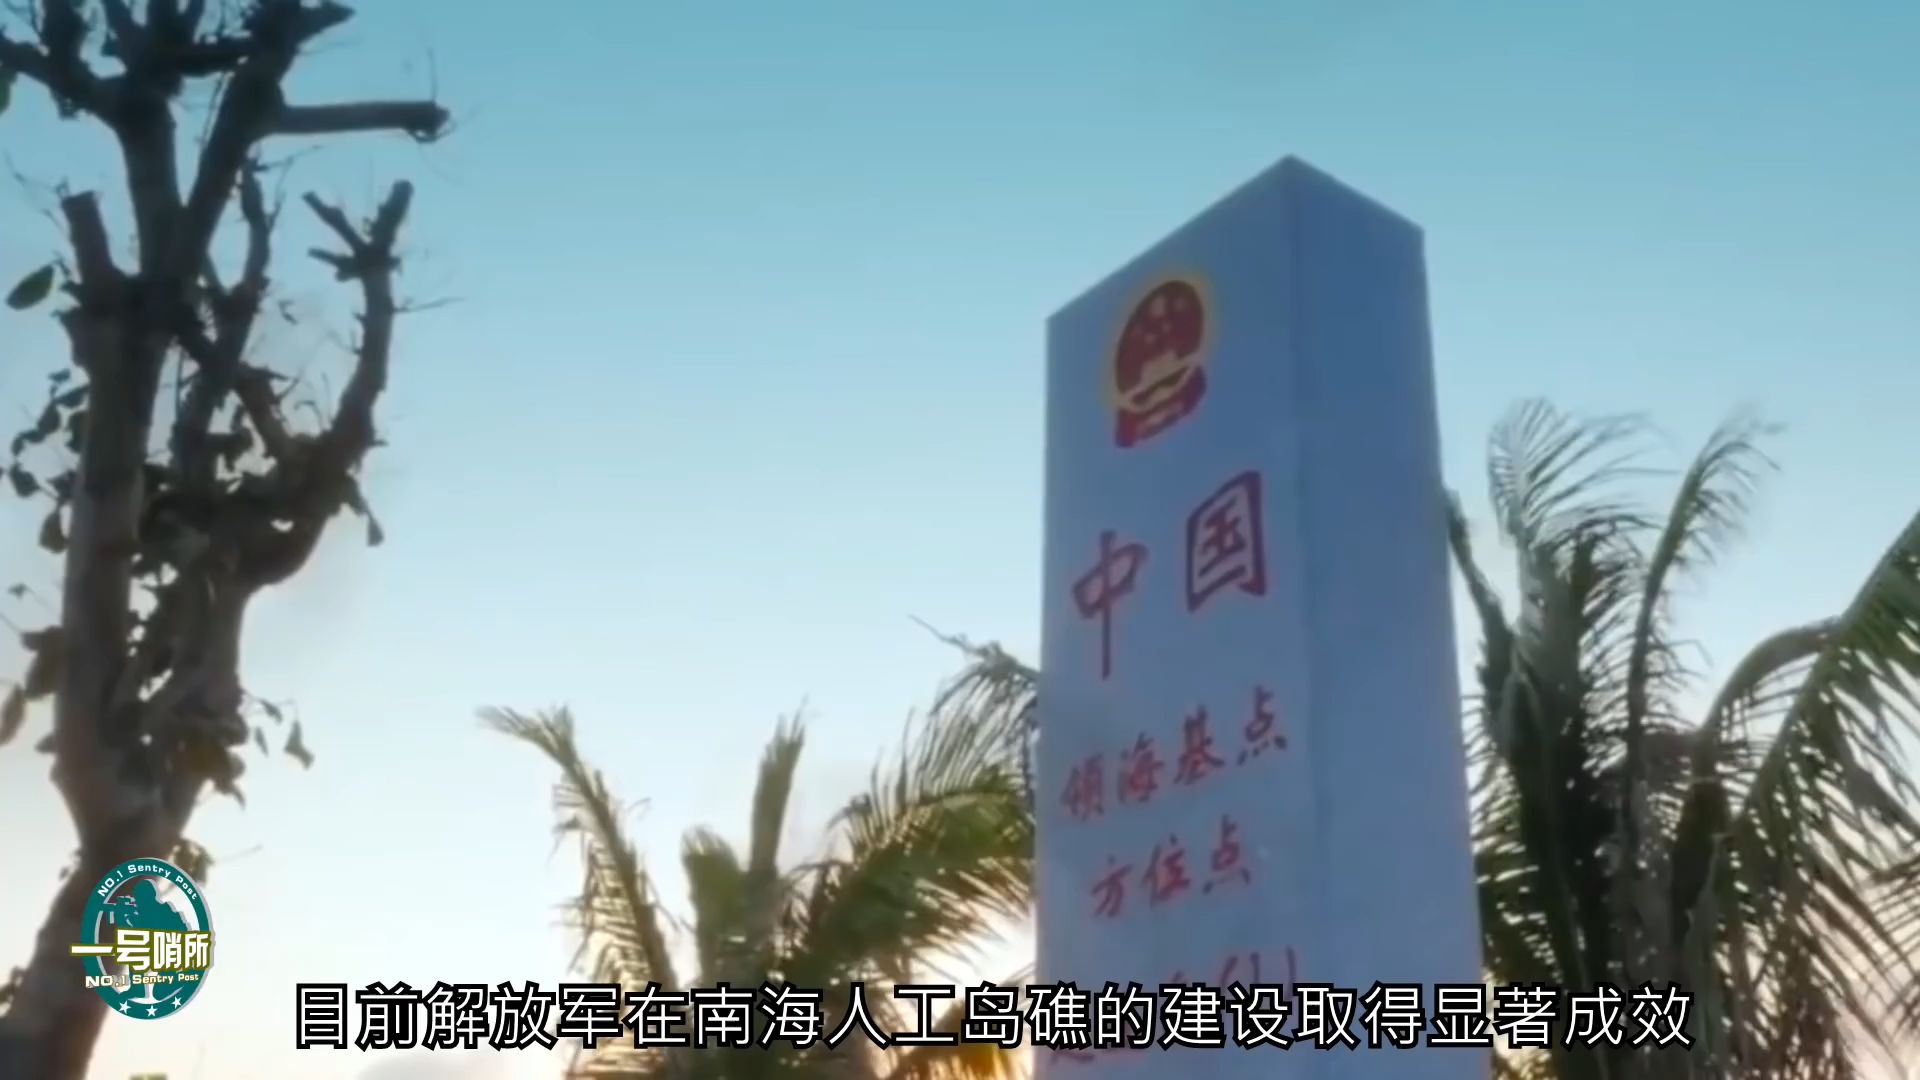 中国
领海基点
方位点
(1)
NO.1 Sentry Post
一号哨所
NO.1 Sentry Post
目前解放军在南海人工岛礁的建设取得显著成效